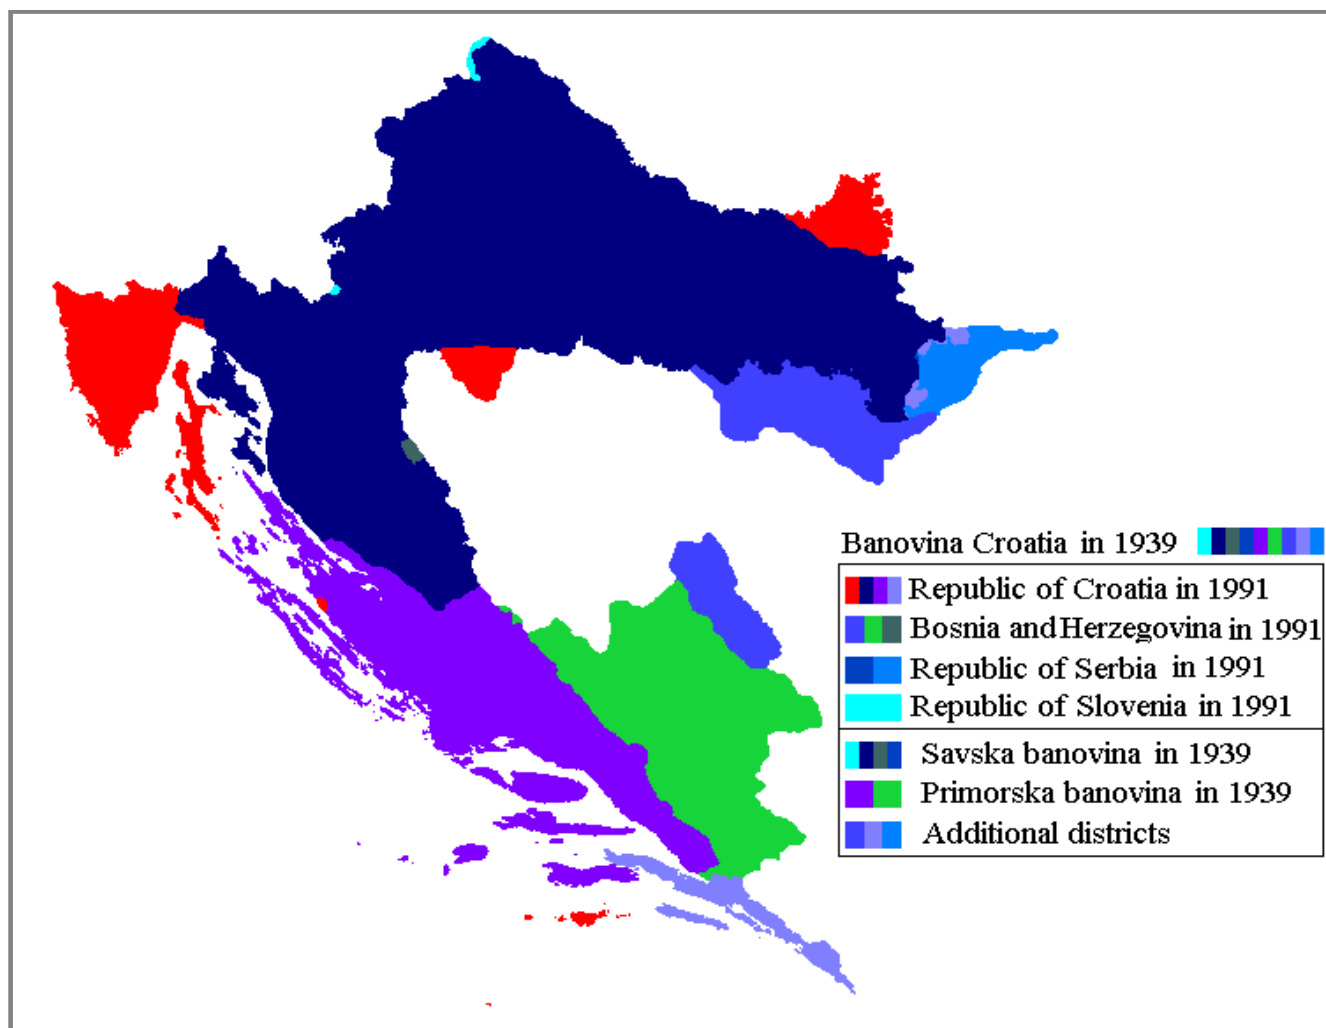 Banovina Croatia in 1939
Republic of Croatia in 1991
Bosnia and Herzegovina in 1991
Republic of Serbia in 1991
Republic of Slovenia in 1991
Savska banovina in 1939
Primorska banovina in 1939
Additional districts